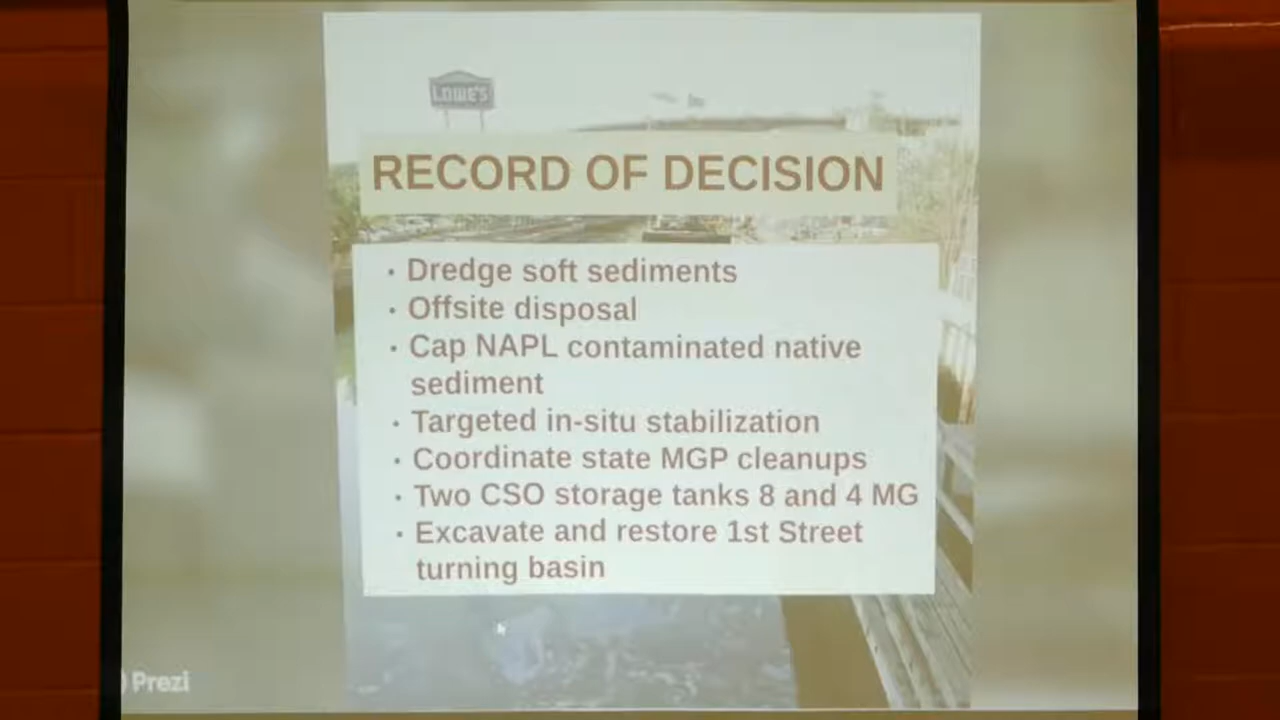 LOWE'S
RECORD OF DECISION
· Dredge soft sediments
· Offsite disposal
· Cap NAPL contaminated native
sediment
· Targeted in-situ stabilization
· Coordinate state MGP cleanups
· Two CSO storage tanks 8 and 4 MG
· Excavate and restore 1st Street
turning basin
Prezi